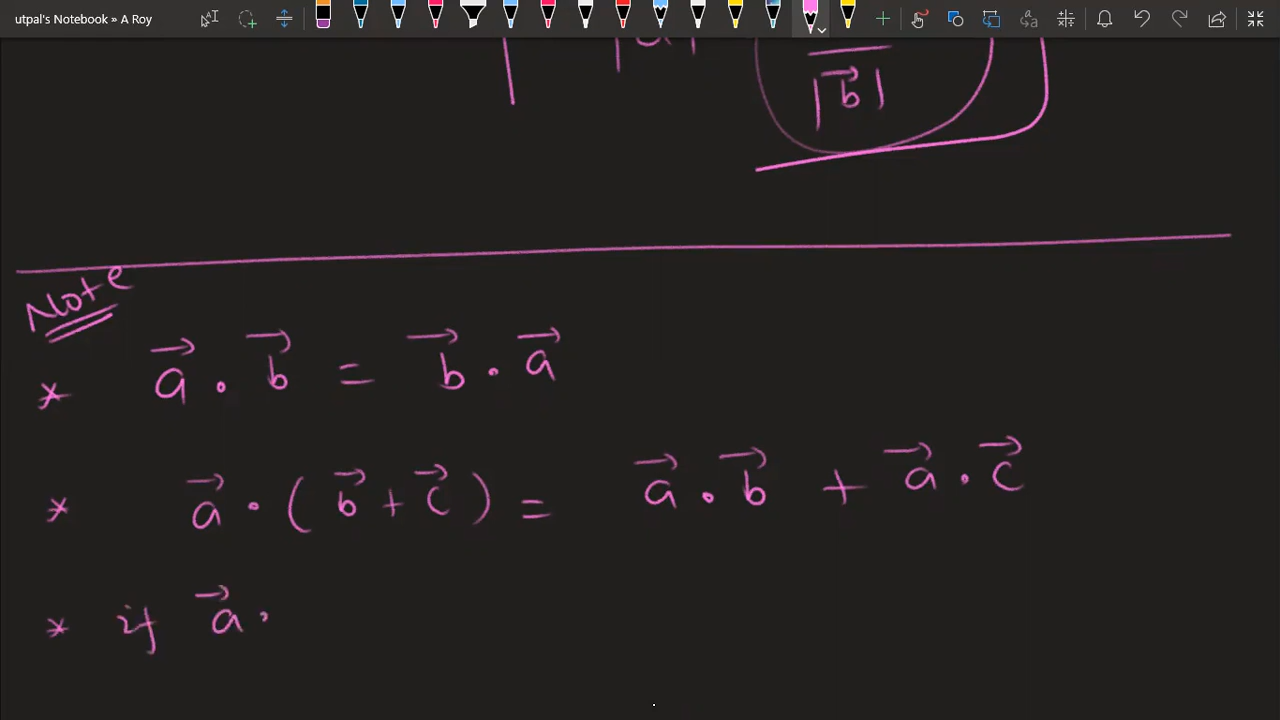 utpal's Notebook » A Roy
|a|
|b⃗|
Note
* a⃗ . b⃗ = b⃗ . a⃗
* a⃗ . ( b⃗ + c⃗ ) = a⃗ . b⃗ + a⃗ . c⃗
* if a⃗ .